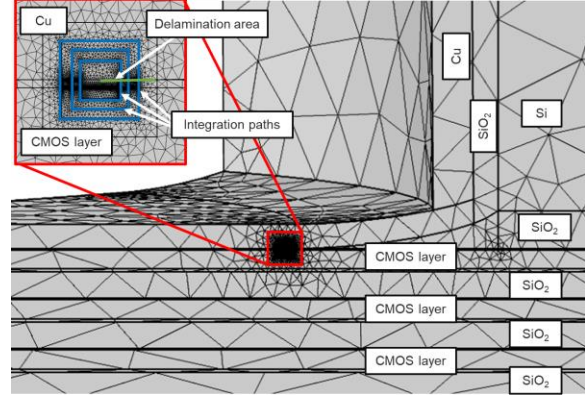 Cu
Delamination area
Integration paths
CMOS layer
Cu
SiO₂
Si
SiO₂
CMOS layer
SiO₂
CMOS layer
SiO₂
CMOS layer
SiO₂